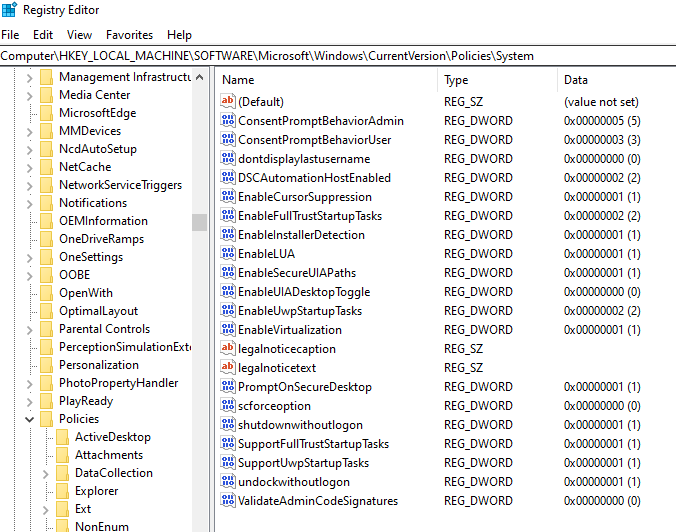 Registry Editor
File Edit View Favorites Help
Computer\HKEY_LOCAL_MACHINE\SOFTWARE\Microsoft\Windows\CurrentVersion\Policies\System
Management Infrastructu
Media Center
MicrosoftEdge
MMDevices
NcdAutoSetup
NetCache
NetworkServiceTriggers
Notifications
OEMInformation
OneDriveRamps
OneSettings
OOBE
OpenWith
OptimalLayout
Parental Controls
PerceptionSimulationExte
Personalization
PhotoPropertyHandler
PlayReady
Policies
ActiveDesktop
Attachments
DataCollection
Explorer
Ext
NonEnum
Name Type Data
ab (Default) REG_SZ (value not set)
ConsentPromptBehaviorAdmin REG_DWORD 0x00000005 (5)
ConsentPromptBehaviorUser REG_DWORD 0x00000003 (3)
dontdisplaylastusername REG_DWORD 0x00000000 (0)
DSCAutomationHostEnabled REG_DWORD 0x00000002 (2)
EnableCursorSuppression REG_DWORD 0x00000001 (1)
EnableFullTrustStartupTasks REG_DWORD 0x00000002 (2)
EnableInstallerDetection REG_DWORD 0x00000001 (1)
EnableLUA REG_DWORD 0x00000001 (1)
EnableSecureUIAPaths REG_DWORD 0x00000001 (1)
EnableUIADesktopToggle REG_DWORD 0x00000000 (0)
EnableUwpStartupTasks REG_DWORD 0x00000002 (2)
EnableVirtualization REG_DWORD 0x00000001 (1)
ab legalnoticecaption REG_SZ
ab legalnoticetext REG_SZ
PromptOnSecureDesktop REG_DWORD 0x00000001 (1)
scforceoption REG_DWORD 0x00000000 (0)
shutdownwithoutlogon REG_DWORD 0x00000001 (1)
SupportFullTrustStartupTasks REG_DWORD 0x00000001 (1)
SupportUwpStartupTasks REG_DWORD 0x00000001 (1)
undockwithoutlogon REG_DWORD 0x00000001 (1)
ValidateAdminCodeSignatures REG_DWORD 0x00000000 (0)